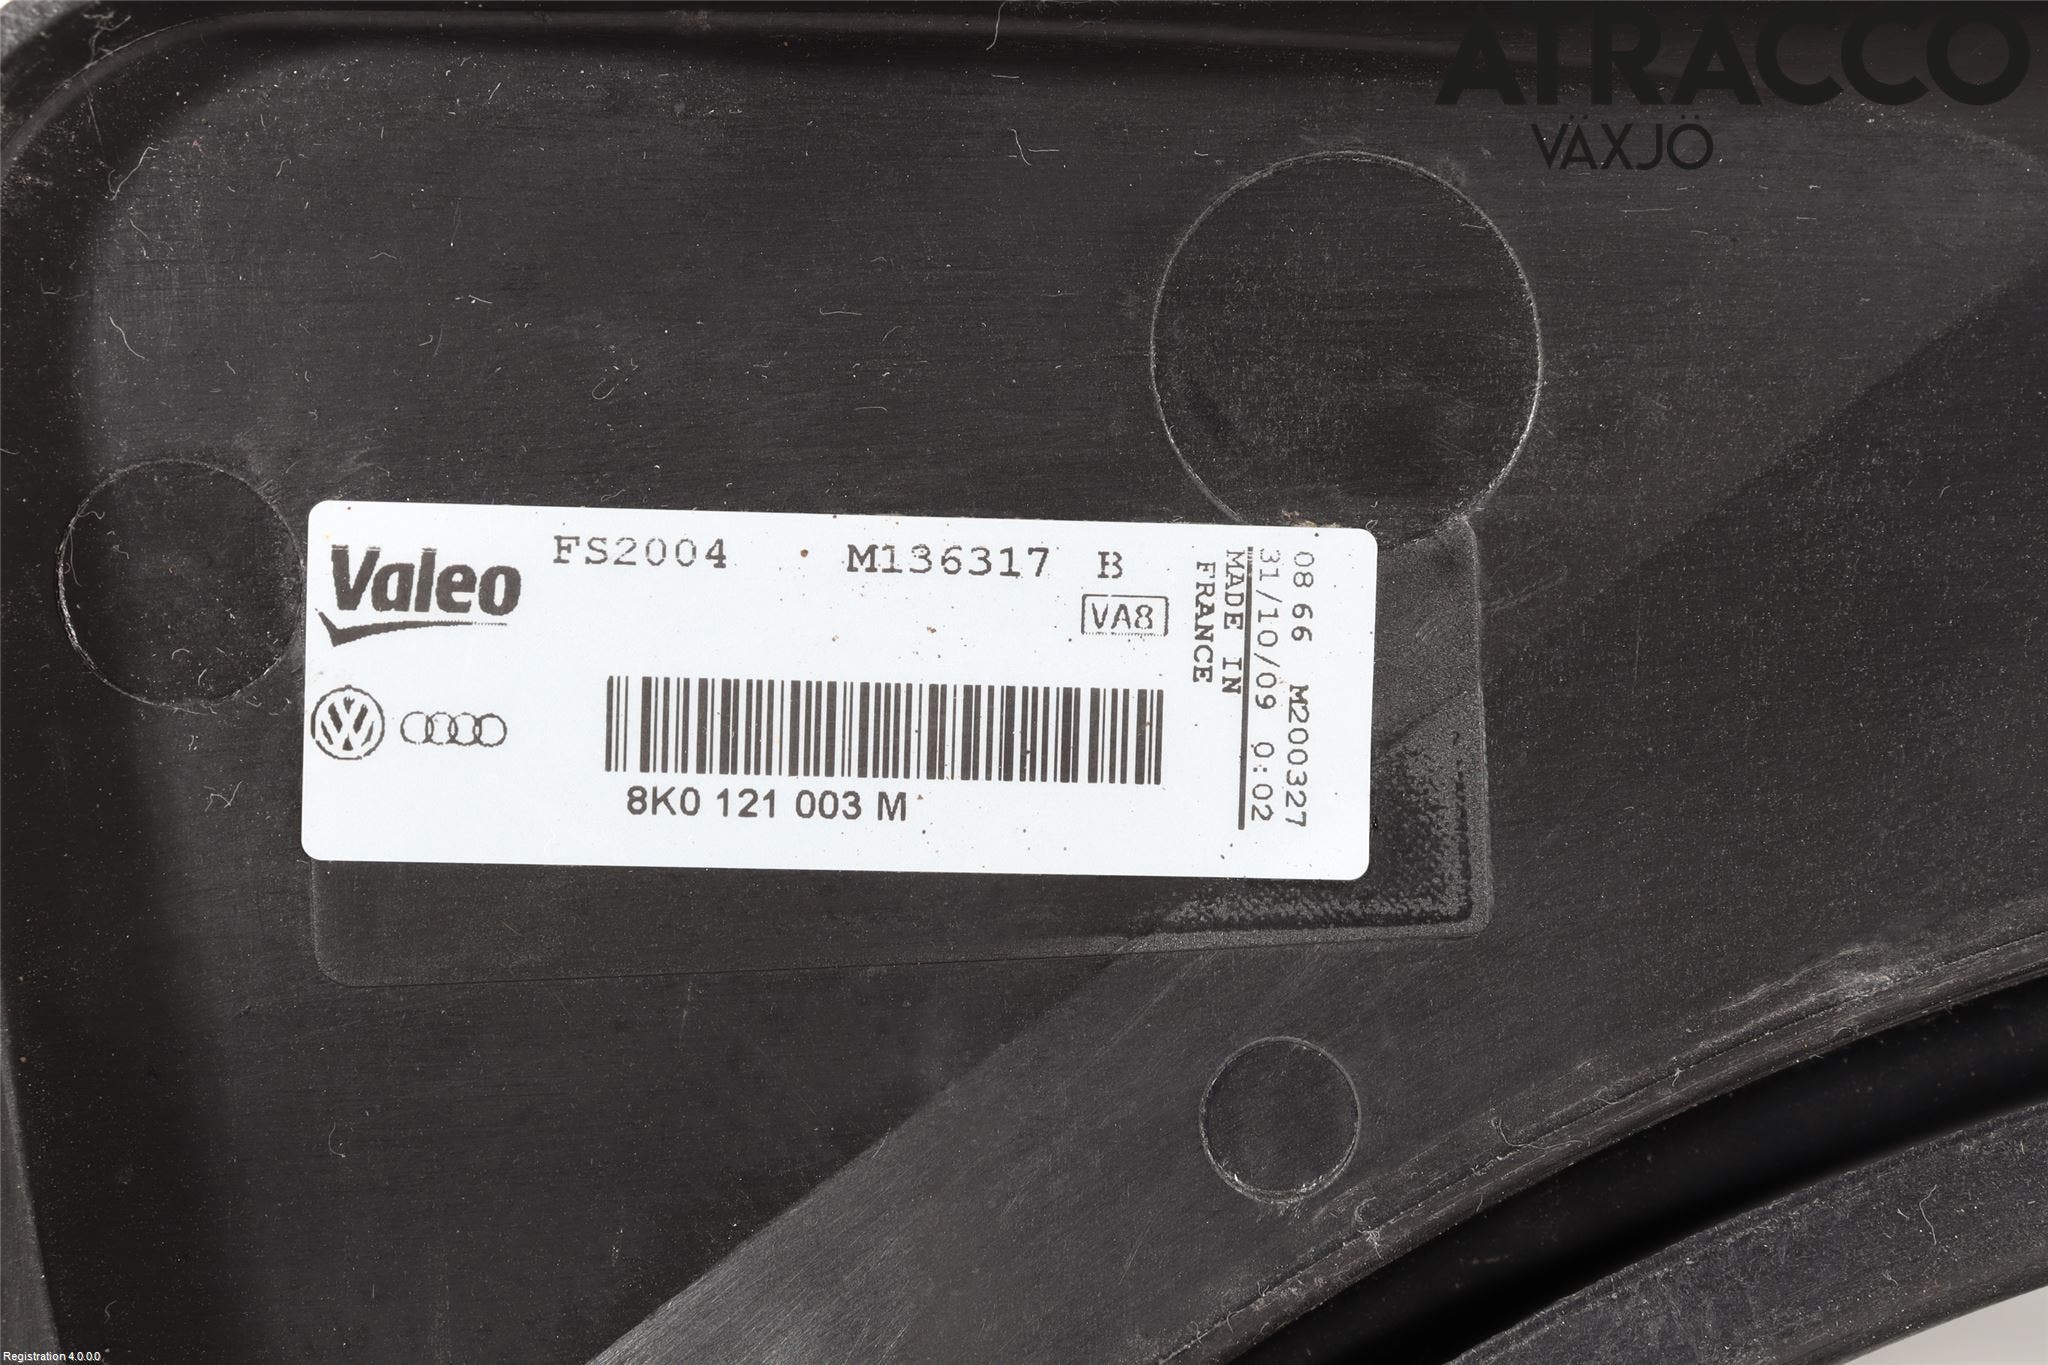 ATRACCO
VÄXJÖ
Valeo
FS2004 M136317 B
VA8
8K0 121 003 M
MADE IN
FRANCE
08 66 M200327
31/10/09 0:02
Registration 4.0.0.0